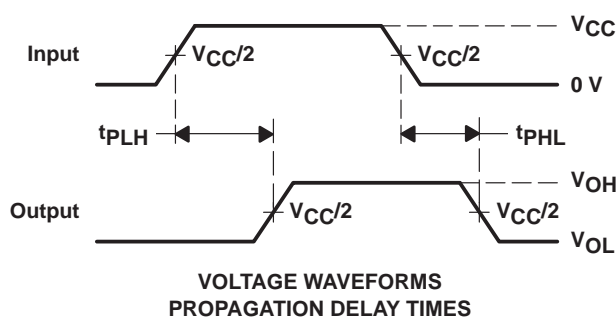 VCC
Input VCC/2 VCC/2
0 V
tPLH tPHL
VOH
Output VCC/2 VCC/2
VOL
VOLTAGE WAVEFORMS
PROPAGATION DELAY TIMES